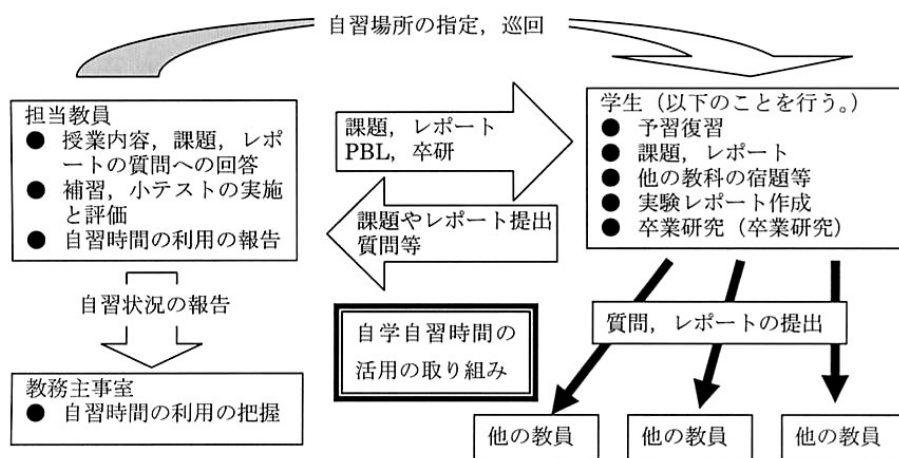 自習場所の指定，巡回
担当教員
● 授業内容，課題，レポ
ートの質問への回答
● 補習，小テストの実施
と評価
● 自習時間の利用の報告
課題，レポート
PBL，卒研
課題やレポート提出
質問等
学生（以下のことを行う。）
● 予習復習
● 課題，レポート
● 他の教科の宿題等
● 実験レポート作成
● 卒業研究（卒業研究）
自習状況の報告
自学自習時間の
活用の取り組み
質問，レポートの提出
教務主事室
● 自習時間の利用の把握
他の教員
他の教員
他の教員